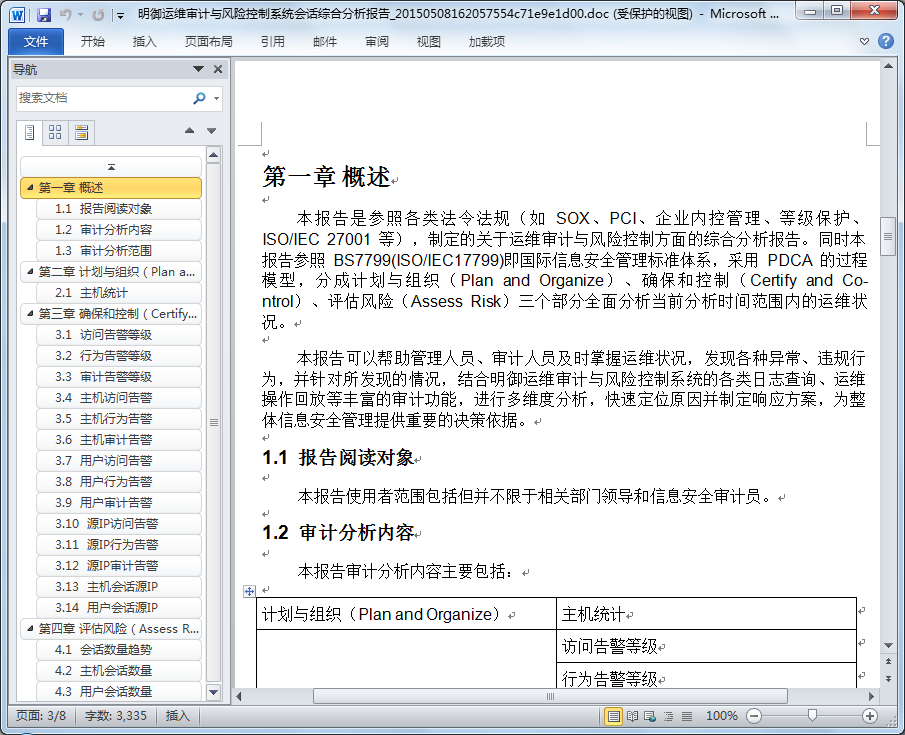 明御运维审计与风险控制系统会话综合分析报告_20150508162057554c71e9e1d00.doc (受保护的视图) - Microsoft ...
文件 开始 插入 页面布局 引用 邮件 审阅 视图 加载项
导航
搜索文档
第一章 概述
1.1 报告阅读对象
1.2 审计分析内容
1.3 审计分析范围
第二章 计划与组织（Plan a...
2.1 主机统计
第三章 确保和控制（Certify...
3.1 访问告警等级
3.2 行为告警等级
3.3 审计告警等级
3.4 主机访问告警
3.5 主机行为告警
3.6 主机审计告警
3.7 用户访问告警
3.8 用户行为告警
3.9 用户审计告警
3.10 源IP访问告警
3.11 源IP行为告警
3.12 源IP审计告警
3.13 主机会话源IP
3.14 用户会话源IP
第四章 评估风险（Assess R...
4.1 会话数量趋势
4.2 主机会话数量
4.3 用户会话数量
第一章 概述
本报告是参照各类法令法规（如 SOX、PCI、企业内控管理、等级保护、
ISO/IEC 27001 等），制定的关于运维审计与风险控制方面的综合分析报告。同时本
报告参照 BS7799(ISO/IEC17799)即国际信息安全管理标准体系，采用 PDCA 的过程
模型，分成计划与组织（Plan and Organize）、确保和控制（Certify and Co-
ntrol）、评估风险（Assess Risk）三个部分全面分析当前分析时间范围内的运维状
况。
本报告可以帮助管理人员、审计人员及时掌握运维状况，发现各种异常、违规行
为，并针对所发现的情况，结合明御运维审计与风险控制系统的各类日志查询、运维
操作回放等丰富的审计功能，进行多维度分析，快速定位原因并制定响应方案，为整
体信息安全管理提供重要的决策依据。
1.1 报告阅读对象
本报告使用者范围包括但并不限于相关部门领导和信息安全审计员。
1.2 审计分析内容
本报告审计分析内容主要包括：
计划与组织（Plan and Organize） 主机统计
访问告警等级
行为告警等级
页面: 3/8 字数: 3,335 插入 100%